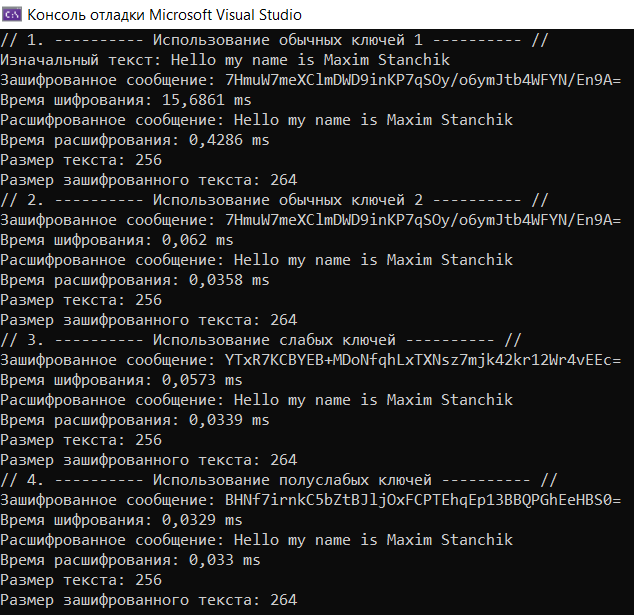 Консоль отладки Microsoft Visual Studio
// 1. ---------- Использование обычных ключей 1 ---------- //
Изначальный текст: Hello my name is Maxim Stanchik
Зашифрованное сообщение: 7HmuW7meXClmDWD9inKP7qSOy/o6ymJtb4WFYN/En9A=
Время шифрования: 15,6861 ms
Расшифрованное сообщение: Hello my name is Maxim Stanchik
Время расшифрования: 0,4286 ms
Размер текста: 256
Размер зашифрованного текста: 264
// 2. ---------- Использование обычных ключей 2 ---------- //
Зашифрованное сообщение: 7HmuW7meXClmDWD9inKP7qSOy/o6ymJtb4WFYN/En9A=
Время шифрования: 0,062 ms
Расшифрованное сообщение: Hello my name is Maxim Stanchik
Время расшифрования: 0,0358 ms
Размер текста: 256
Размер зашифрованного текста: 264
// 3. ---------- Использование слабых ключей ---------- //
Зашифрованное сообщение: YTxR7KCBYEB+MDoNfqhLxTXNsz7mjk42kr12Wr4vEEc=
Время шифрования: 0,0573 ms
Расшифрованное сообщение: Hello my name is Maxim Stanchik
Время расшифрования: 0,0339 ms
Размер текста: 256
Размер зашифрованного текста: 264
// 4. ---------- Использование полуслабых ключей ---------- //
Зашифрованное сообщение: BHNf7irnkC5bZtBJljOxFCPTEhqEp13BBQPGhEeHBS0=
Время шифрования: 0,0329 ms
Расшифрованное сообщение: Hello my name is Maxim Stanchik
Время расшифрования: 0,033 ms
Размер текста: 256
Размер зашифрованного текста: 264